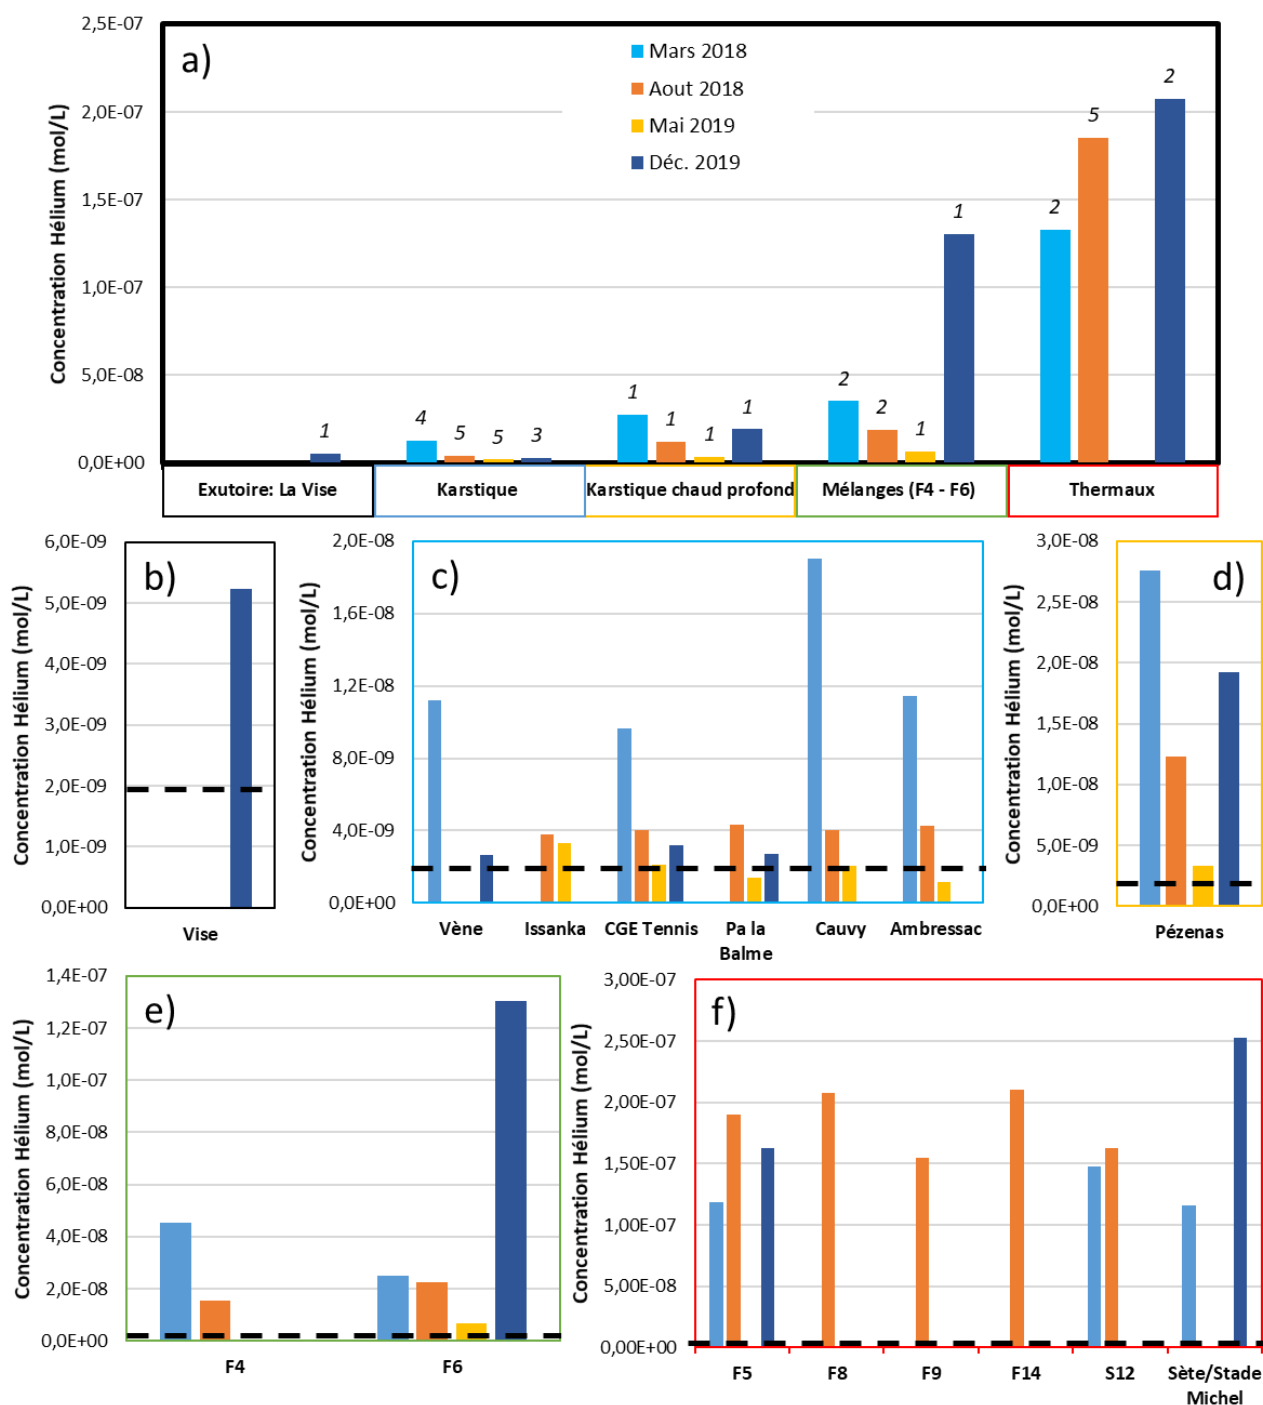 a)
Concentration Hélium (mol/L)
2,5E-07
2,0E-07
1,5E-07
1,0E-07
5,0E-08
0,0E+00
Mars 2018
Aout 2018
Mai 2019
Déc. 2019
1
4
5
5
3
1
1
1
1
2
2
1
1
2
5
2
Exutoire: La Vise
Karstique
Karstique chaud profond
Mélanges (F4 - F6)
Thermaux
b)
Concentration Hélium (mol/L)
6,0E-09
5,0E-09
4,0E-09
3,0E-09
2,0E-09
1,0E-09
0,0E+00
Vise
c)
Concentration Hélium (mol/L)
2,0E-08
1,6E-08
1,2E-08
8,0E-09
4,0E-09
0,0E+00
Vène
Issanka
CGE Tennis
Pa la
Balme
Cauvy
Ambressac
d)
Concentration Hélium (mol/L)
3,0E-08
2,5E-08
2,0E-08
1,5E-08
1,0E-08
5,0E-09
0,0E+00
Pézenas
e)
Concentration Hélium (mol/L)
1,4E-07
1,2E-07
1,0E-07
8,0E-08
6,0E-08
4,0E-08
2,0E-08
0,0E+00
F4
F6
f)
Concentration Hélium (mol/L)
3,00E-07
2,50E-07
2,00E-07
1,50E-07
1,00E-07
5,00E-08
0,00E+00
F5
F8
F9
F14
S12
Sète/Stade
Michel